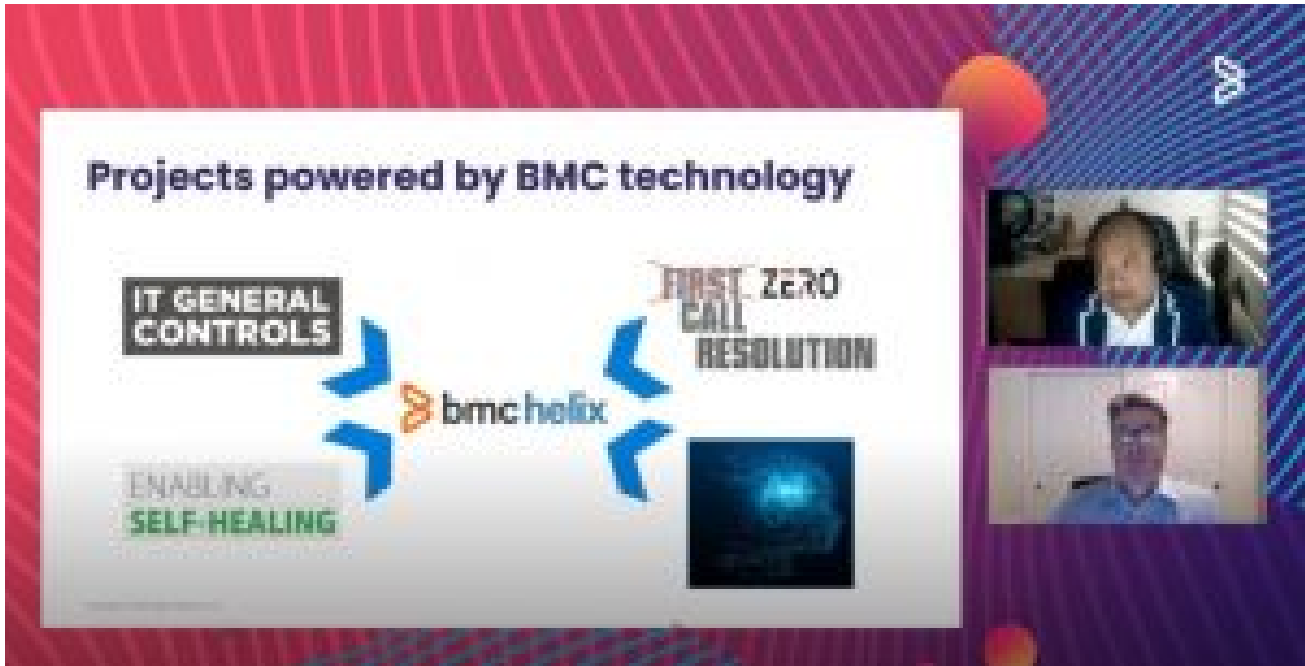 Projects powered by BMC technology
IT GENERAL
CONTROLS
FIRST ZERO
CALL
RESOLUTION
bmc helix
ENABLING
SELF-HEALING